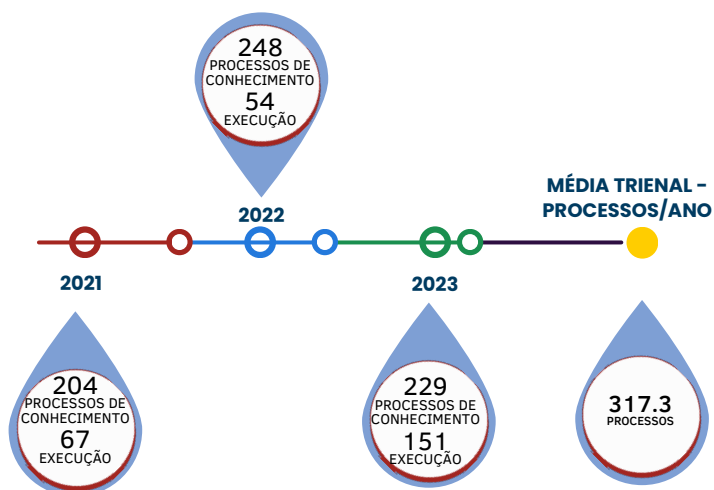 248
PROCESSOS DE
CONHECIMENTO
54
EXECUÇÃO
2022
MÉDIA TRIENAL -
PROCESSOS/ANO
2021
2023
204
PROCESSOS DE
CONHECIMENTO
67
EXECUÇÃO
229
PROCESSOS DE
CONHECIMENTO
151
EXECUÇÃO
317.3
PROCESSOS